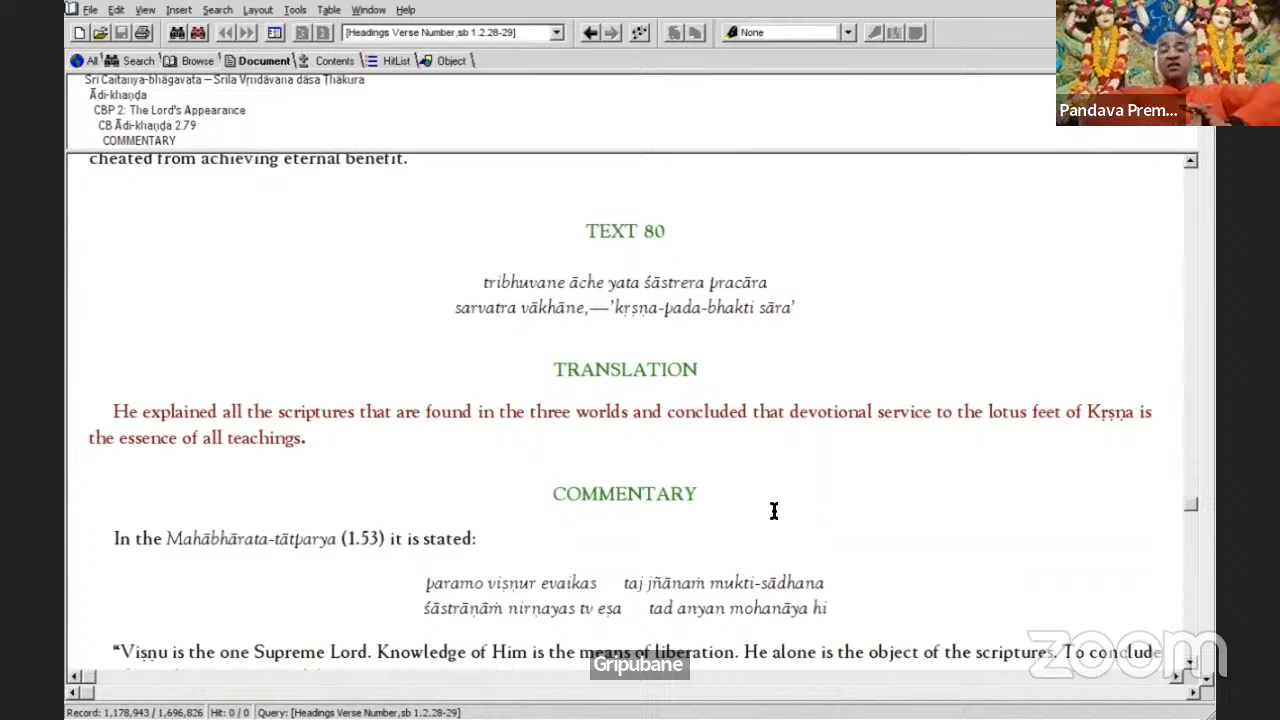 File Edit View Insert Search Layout Tools Table Window Help
[Headings Verse Number,sb 1.2.28-29]
None
All Search Browse Document Contents HitList Object
Śrī Caitanya-bhāgavata – Srila Vṛndāvana dāsa Ṭhākura
Ādi-khaṇḍa
CBP 2: The Lord's Appearance
CB Ādi-khaṇḍa 2.79
COMMENTARY
Pandava Prem...
cheated from achieving eternal benefit.
TEXT 80
tribhuvane āche yata śāstrera pracāra
sarvatra vākhāne,—'kṛṣṇa-pada-bhakti sāra'
TRANSLATION
He explained all the scriptures that are found in the three worlds and concluded that devotional service to the lotus feet of Kṛṣṇa is
the essence of all teachings.
COMMENTARY
In the Mahābhārata-tātparya (1.53) it is stated:
paramo viṣṇur evaikas taj jñānaṁ mukti-sādhana
śāstrāṇāṁ nirṇayas tv eṣa tad anyan mohanāya hi
"Viṣṇu is the one Supreme Lord. Knowledge of Him is the means of liberation. He alone is the object of the scriptures. To conclude
Gripubane
zoom
Record: 1,178,943 / 1,696,826 Hit: 0 / 0 Query: [Headings Verse Number,sb 1.2.28-29]